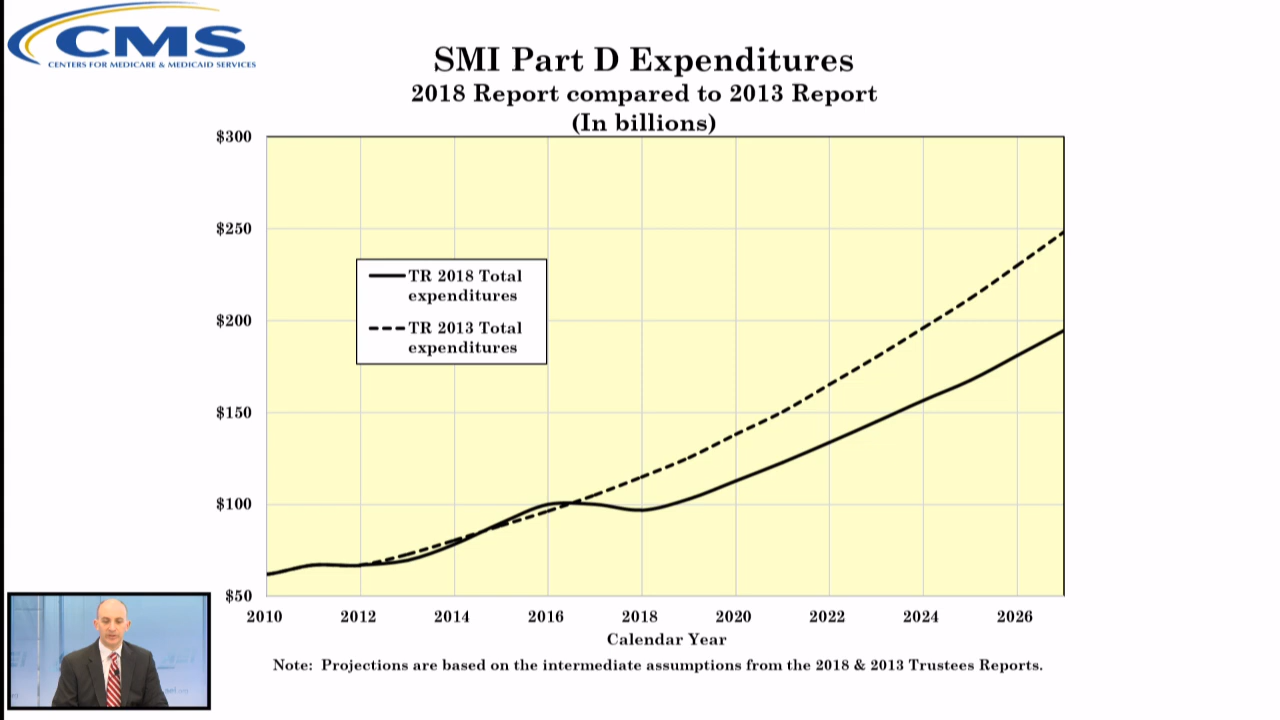 CMS
CENTERS FOR MEDICARE & MEDICAID SERVICES
SMI Part D Expenditures
2018 Report compared to 2013 Report
(In billions)
$300
$250
$200
$150
$100
$50
TR 2018 Total
expenditures
TR 2013 Total
expenditures
2010 2012 2014 2016 2018 2020 2022 2024 2026
Calendar Year
Note:  Projections are based on the intermediate assumptions from the 2018 & 2013 Trustees Reports.